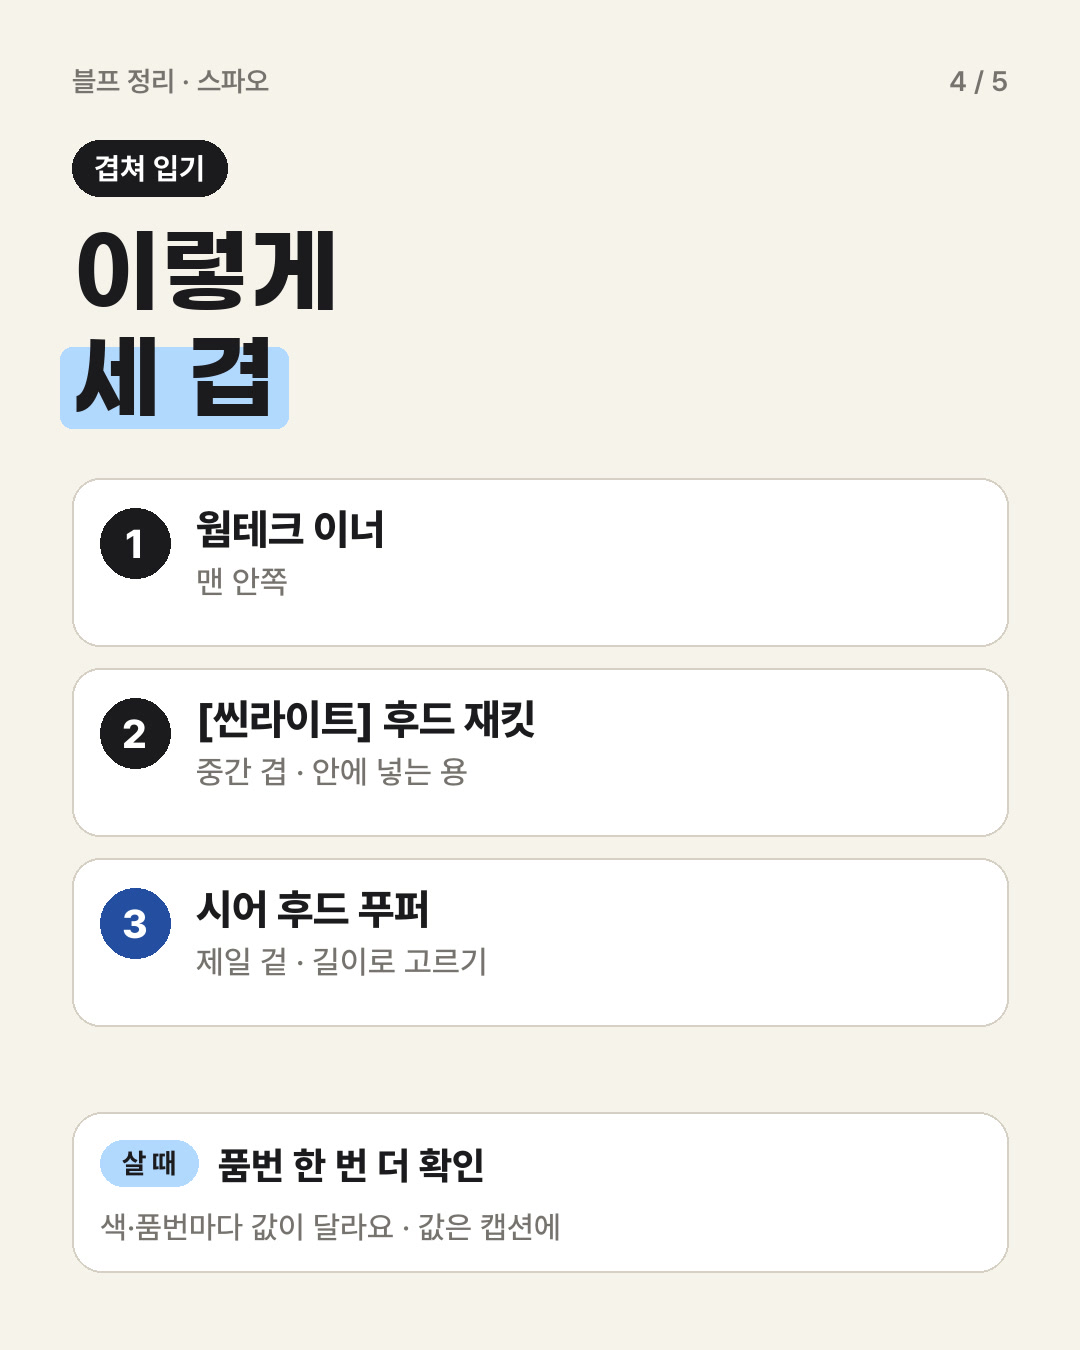 블프 정리 · 스파오
4 / 5
겹쳐 입기
이렇게
세 겹
1
웜테크 이너
맨 안쪽
2
[씬라이트] 후드 재킷
중간 겹 · 안에 넣는 용
3
시어 후드 푸퍼
제일 겉 · 길이로 고르기
살 때
품번 한 번 더 확인
색·품번마다 값이 달라요 · 값은 캡션에